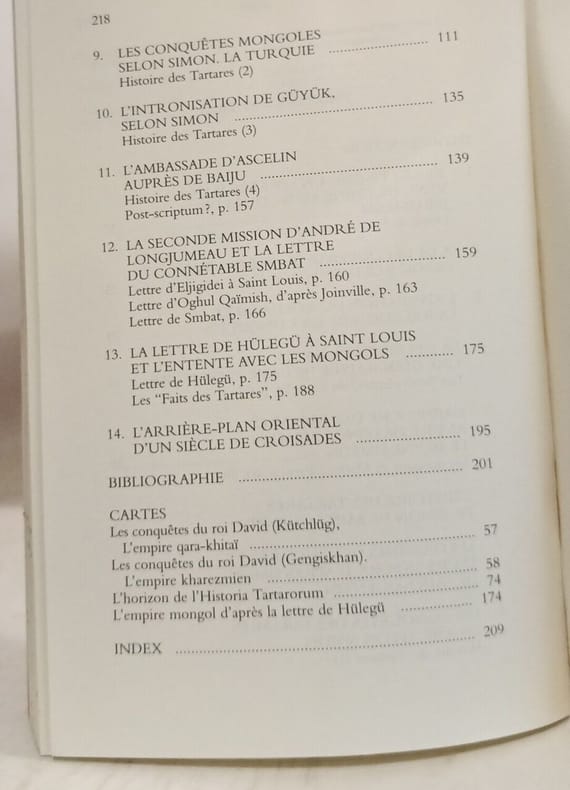 218
9. LES CONQUÊTES MONGOLES
SELON SIMON. LA TURQUIE ........................ 111
Histoire des Tartares (2)
10. L'INTRONISATION DE GÜYÜK,
SELON SIMON ........................ 135
Histoire des Tartares (3)
11. L'AMBASSADE D'ASCELIN
AUPRÈS DE BAIJU ........................ 139
Histoire des Tartares (4)
Post-scriptum ?, p. 157
12. LA SECONDE MISSION D'ANDRÉ DE
LONGJUMEAU ET LA LETTRE
DU CONNÉTABLE SMBAT ........................ 159
Lettre d'Eljigidei à Saint Louis, p. 160
Lettre d'Oghul Qaïmish, d'après Joinville, p. 163
Lettre de Smbat, p. 166
13. LA LETTRE DE HÜLEGÜ À SAINT LOUIS
ET L'ENTENTE AVEC LES MONGOLS ............ 175
Lettre de Hülegü, p. 175
Les “Faits des Tartares”, p. 188
14. L'ARRIÈRE-PLAN ORIENTAL
D'UN SIÈCLE DE CROISADES ........................ 195
BIBLIOGRAPHIE ........................ 201
CARTES
Les conquêtes du roi David (Kütchlüg),
L'empire qara-khitaï ........................ 57
Les conquêtes du roi David (Gengiskhan).
L'empire kharezmien ........................ 58
L'horizon de l'Historia Tartarorum ........................ 74
L'empire mongol d'après la lettre de Hülegü ............ 174
INDEX ........................ 209